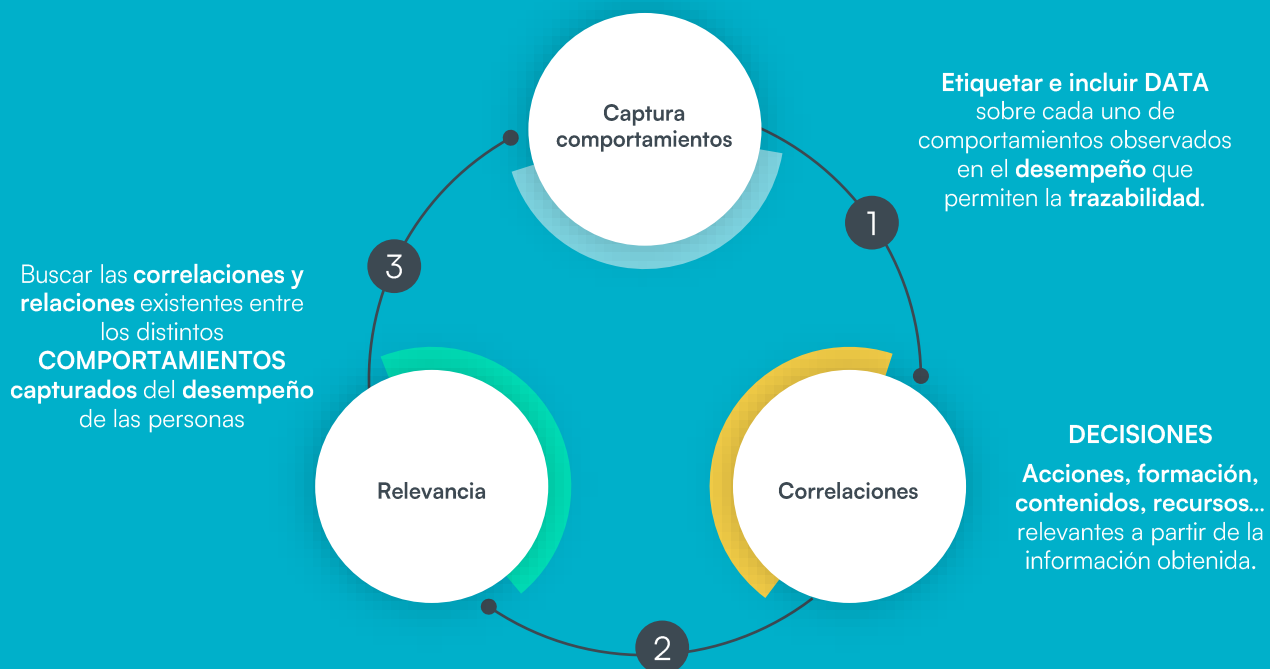 Captura
comportamientos
Etiquetar e incluir DATA
sobre cada uno de
comportamientos observados
en el desempeño que
permiten la trazabilidad.
1
3
Buscar las correlaciones y
relaciones existentes entre
los distintos
COMPORTAMIENTOS
capturados del desempeño
de las personas
Relevancia
Correlaciones
DECISIONES
Acciones, formación,
contenidos, recursos...
relevantes a partir de la
información obtenida.
2